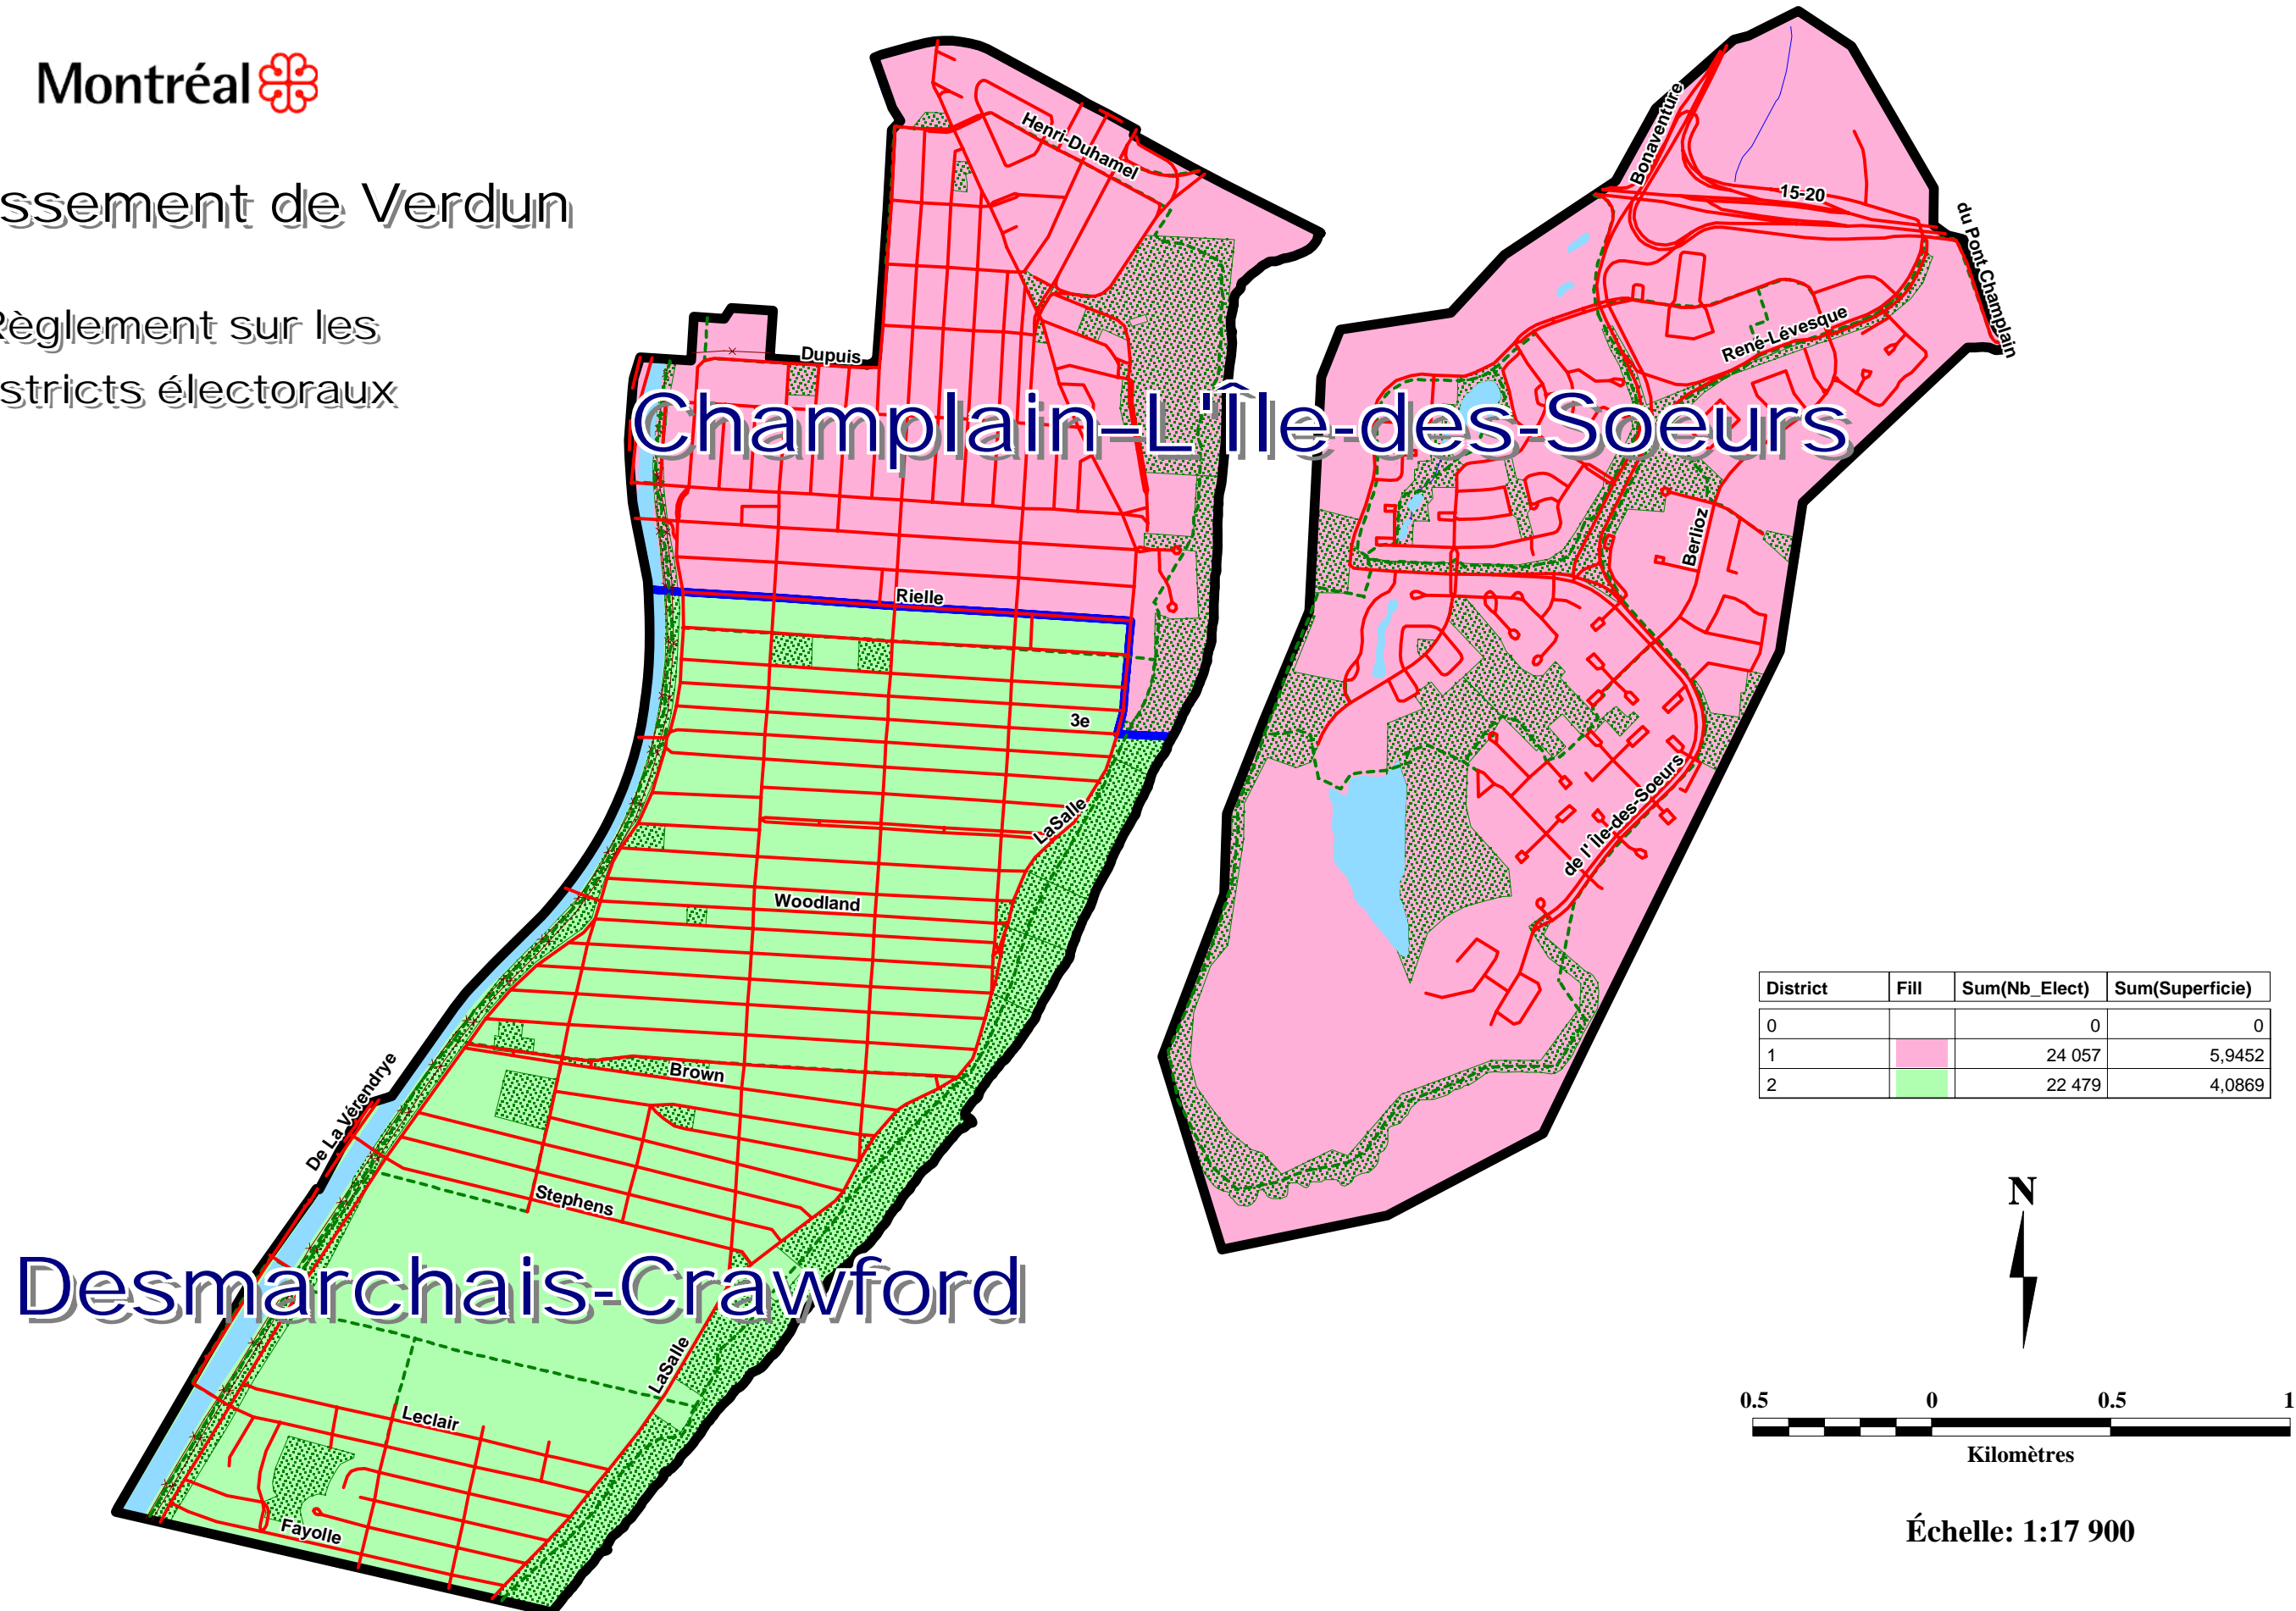 Montréal
ssement de Verdun
Règlement sur les
stricts électoraux
Henri-Duhamel
Bonaventure
15-20
du Pont Champlain
René-Lévesque
Dupuis
Champlain–L'Île-des-Soeurs
Berlioz
Rielle
3e
LaSalle
de l'Île-des-Soeurs
Woodland
Brown
De La Vérendrye
Stephens
Desmarchais-Crawford
LaSalle
Leclair
Fayolle
District Fill Sum(Nb_Elect) Sum(Superficie)
0 0 0
1 24 057 5,9452
2 22 479 4,0869
N
0.5 0 0.5 1
Kilomètres
Échelle: 1:17 900